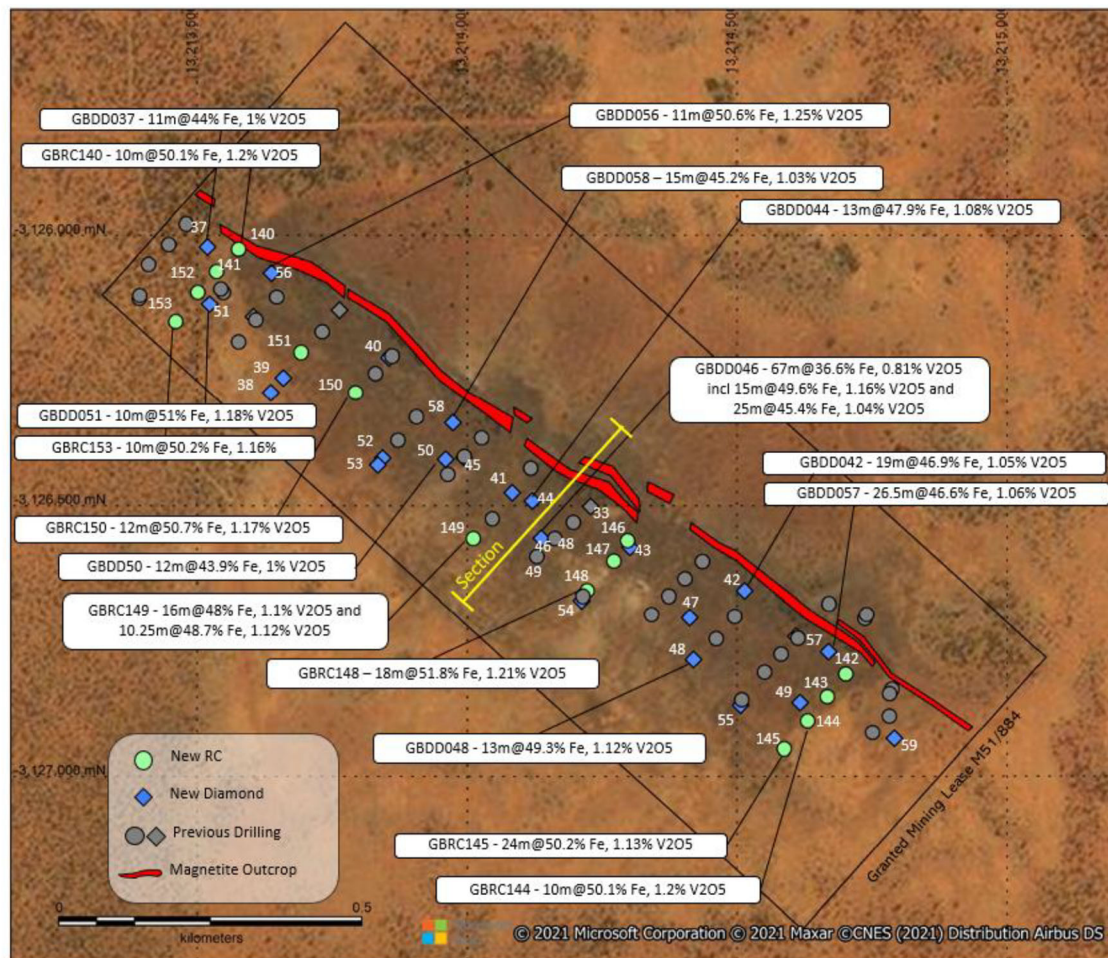 13,213,500
13,214,000
13,214,500
13,215,000
GBDD037 - 11m@44% Fe, 1% V2O5
GBRC140 - 10m@50.1% Fe, 1.2% V2O5
GBDD056 - 11m@50.6% Fe, 1.25% V2O5
GBDD058 – 15m@45.2% Fe, 1.03% V2O5
GBDD044 - 13m@47.9% Fe, 1.08% V2O5
-3,126,000 mN
37
140
152
141
56
153
51
151
40
39
38
150
58
GBDD046 - 67m@36.6% Fe, 0.81% V2O5
incl 15m@49.6% Fe, 1.16% V2O5 and
25m@45.4% Fe, 1.04% V2O5
GBDD051 - 10m@51% Fe, 1.18% V2O5
GBRC153 - 10m@50.2% Fe, 1.16%
52
53
50
45
41
44
GBDD042 - 19m@46.9% Fe, 1.05% V2O5
GBDD057 - 26.5m@46.6% Fe, 1.06% V2O5
-3,126,500 mN
GBRC150 - 12m@50.7% Fe, 1.17% V2O5
149
33
146
46
48
43
49
147
Section
GBDD50 - 12m@43.9% Fe, 1% V2O5
148
54
42
47
GBRC149 - 16m@48% Fe, 1.1% V2O5 and
10.25m@48.7% Fe, 1.12% V2O5
57
48
142
GBRC148 – 18m@51.8% Fe, 1.21% V2O5
143
49
55
144
145
59
GBDD048 - 13m@49.3% Fe, 1.12% V2O5
-3,127,000 mN
Granted Mining Lease M51/884
New RC
New Diamond
Previous Drilling
Magnetite Outcrop
GBRC145 - 24m@50.2% Fe, 1.13% V2O5
GBRC144 - 10m@50.1% Fe, 1.2% V2O5
0
0.5
kilometers
© 2021 Microsoft Corporation © 2021 Maxar ©CNES (2021) Distribution Airbus DS